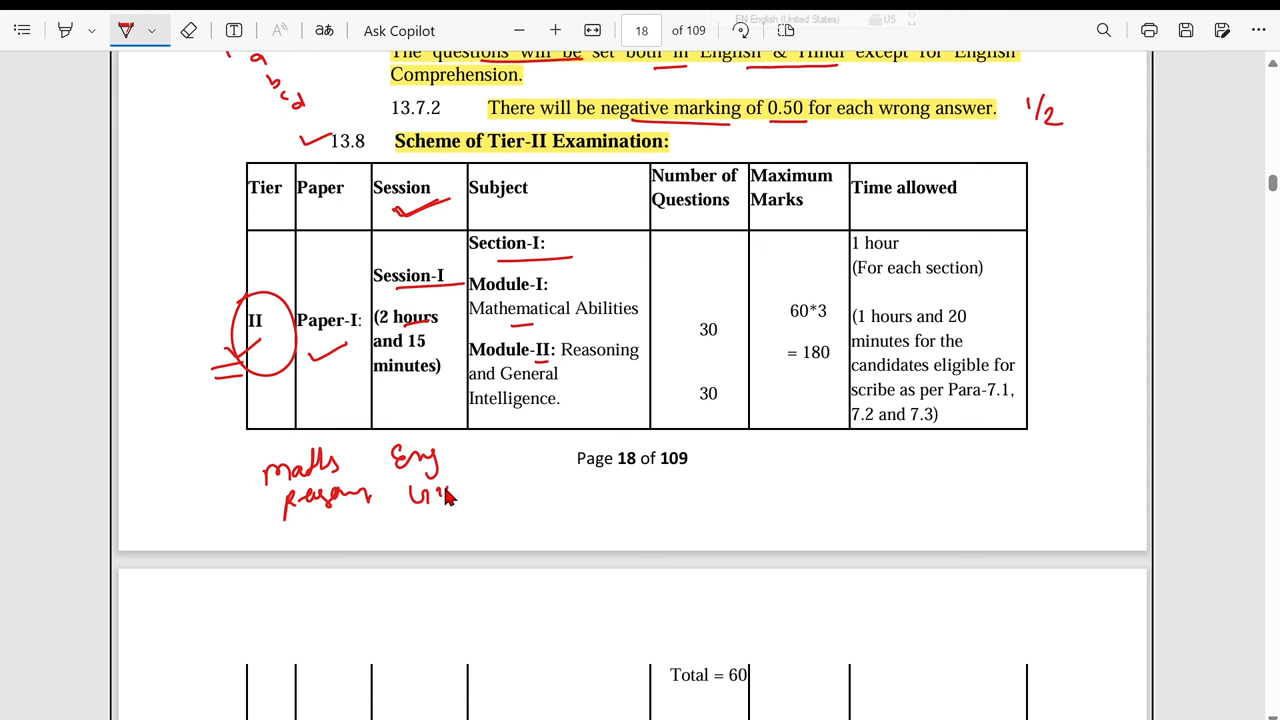 Ask Copilot
18 of 109
EN English (United States) US
a
b
c
d
The questions will be set both in English & Hindi except for English
Comprehension.
13.7.2 There will be negative marking of 0.50 for each wrong answer. 1/2
13.8 Scheme of Tier-II Examination:
Tier Paper Session Subject Number of Questions Maximum Marks Time allowed
II Paper-I: Session-I
(2 hours
and 15
minutes)
Section-I:
Module-I:
Mathematical Abilities
Module-II: Reasoning
and General
Intelligence.
30
30
60*3
= 180
1 hour
(For each section)
(1 hours and 20
minutes for the
candidates eligible for
scribe as per Para-7.1,
7.2 and 7.3)
maths Eng
Page 18 of 109
Total = 60